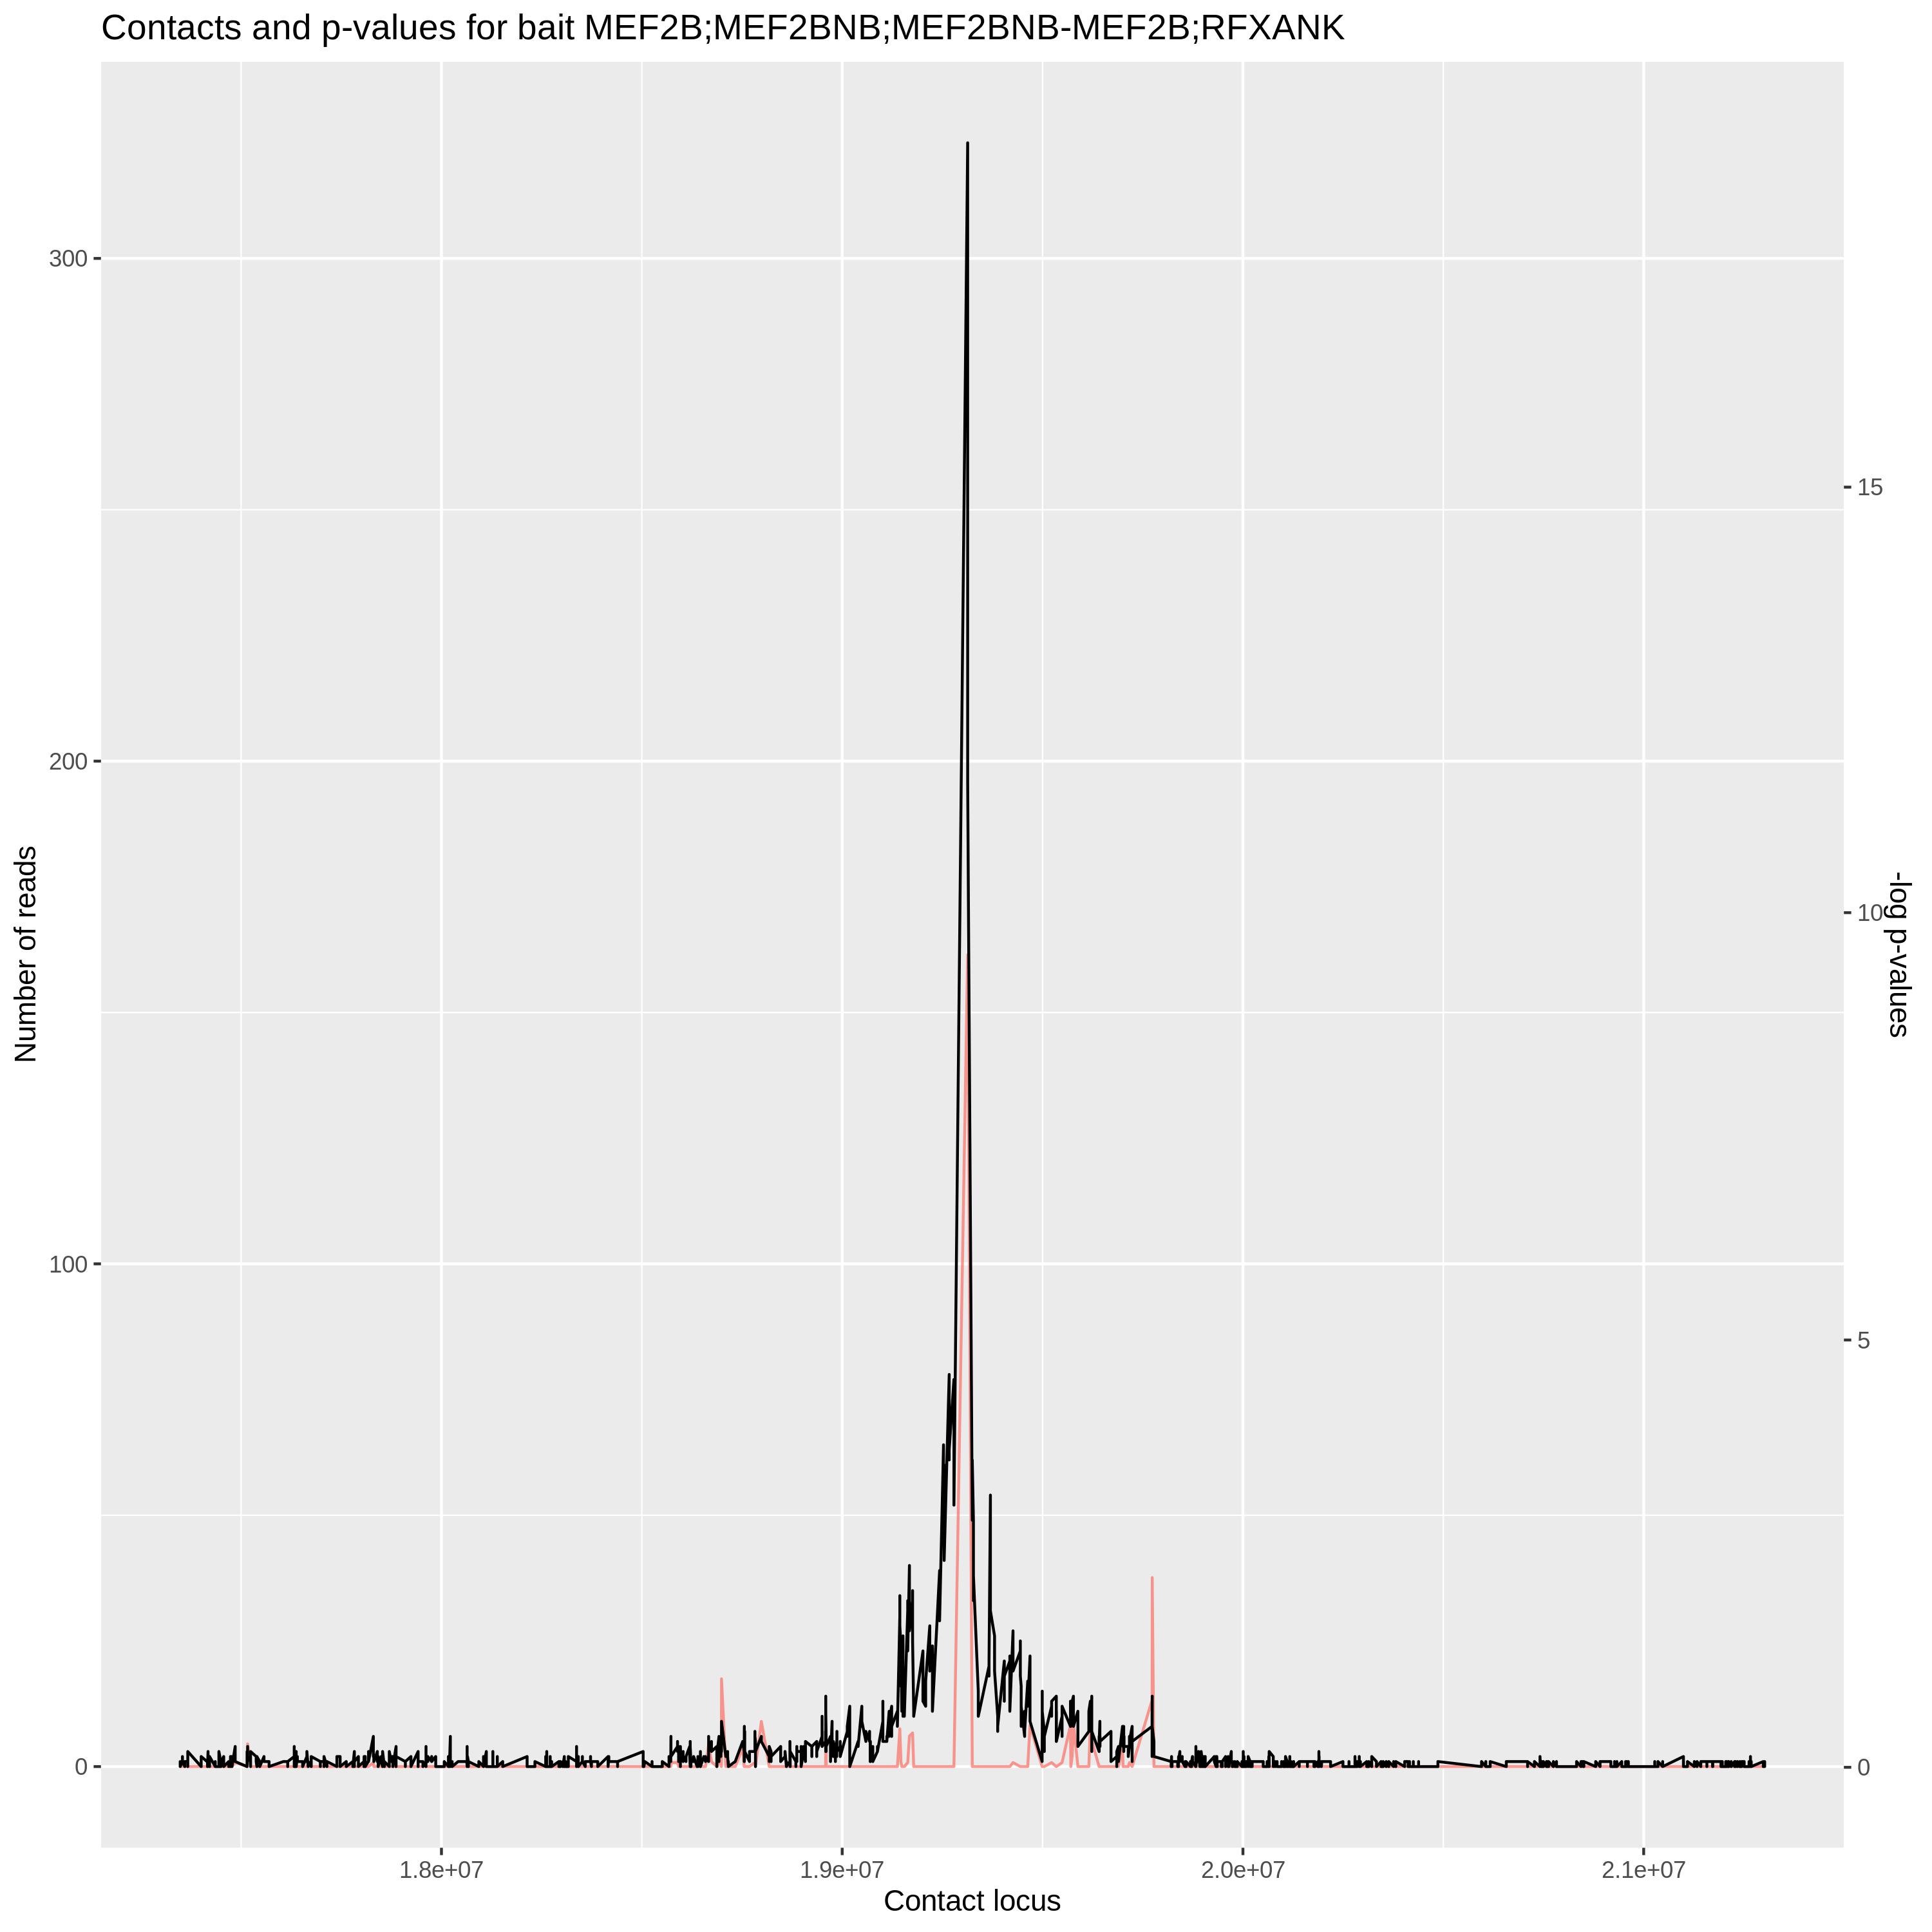 Contacts and p-values for bait MEF2B;MEF2BNB;MEF2BNB-MEF2B;RFXANK
Number of reads
300
200
100
0
15
10
5
0
-log p-values
1.8e+07 1.9e+07 2.0e+07 2.1e+07
Contact locus